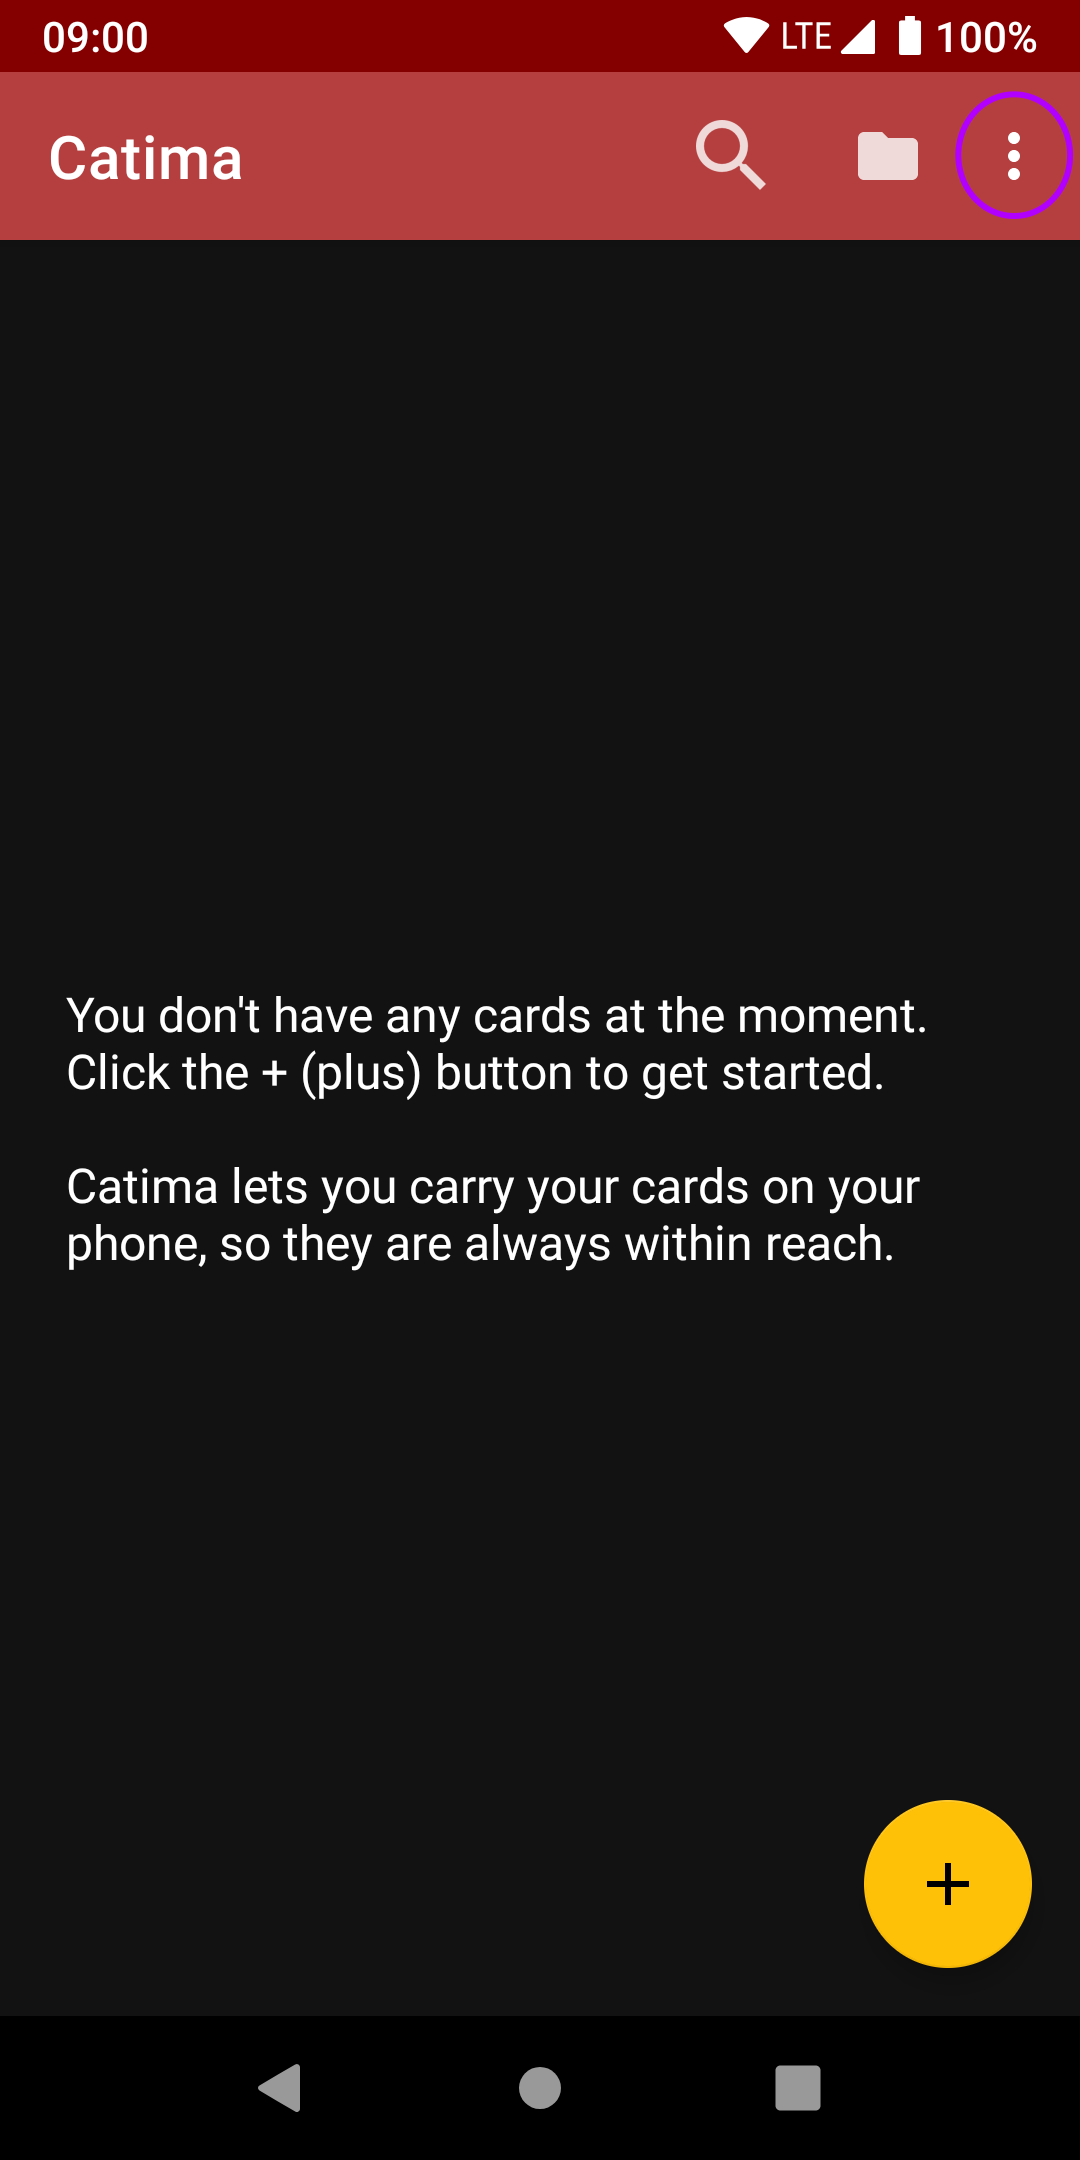 09:00 LTE 100%
Catima
You don't have any cards at the moment.
Click the + (plus) button to get started.
Catima lets you carry your cards on your
phone, so they are always within reach.